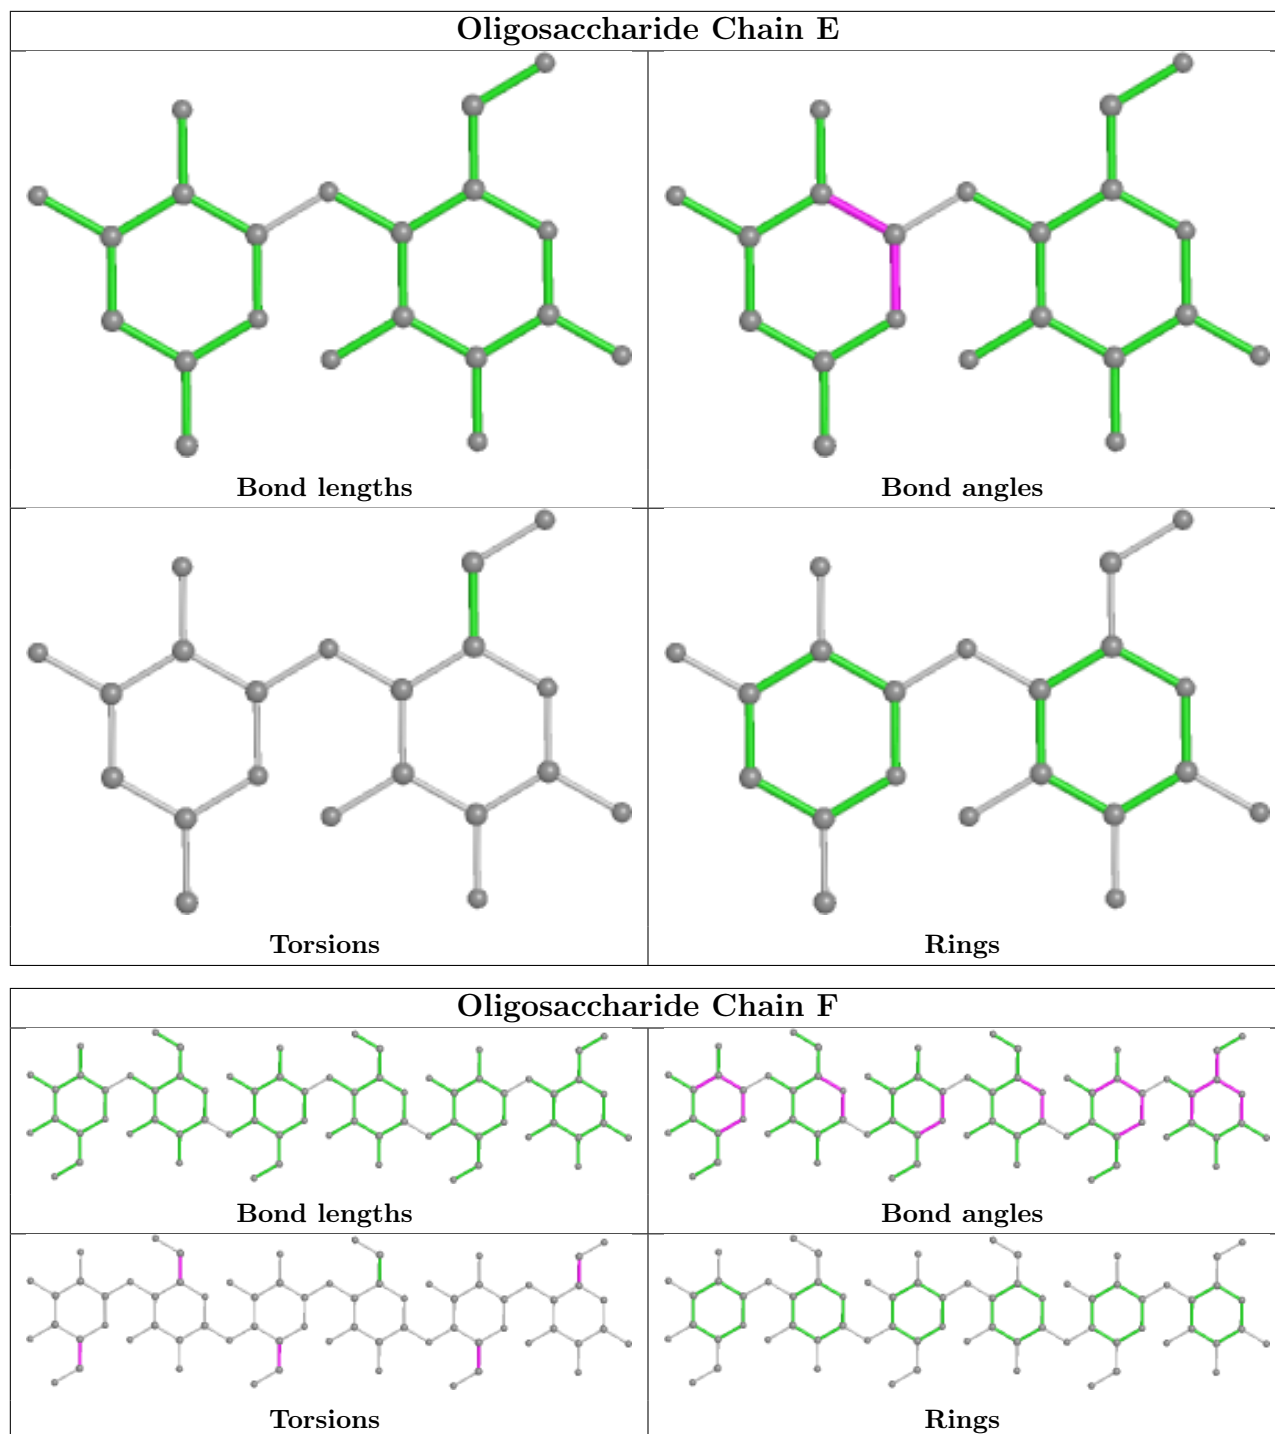 Oligosaccharide Chain E
Bond lengths
Bond angles
Torsions
Rings
Oligosaccharide Chain F
Bond lengths
Bond angles
Torsions
Rings